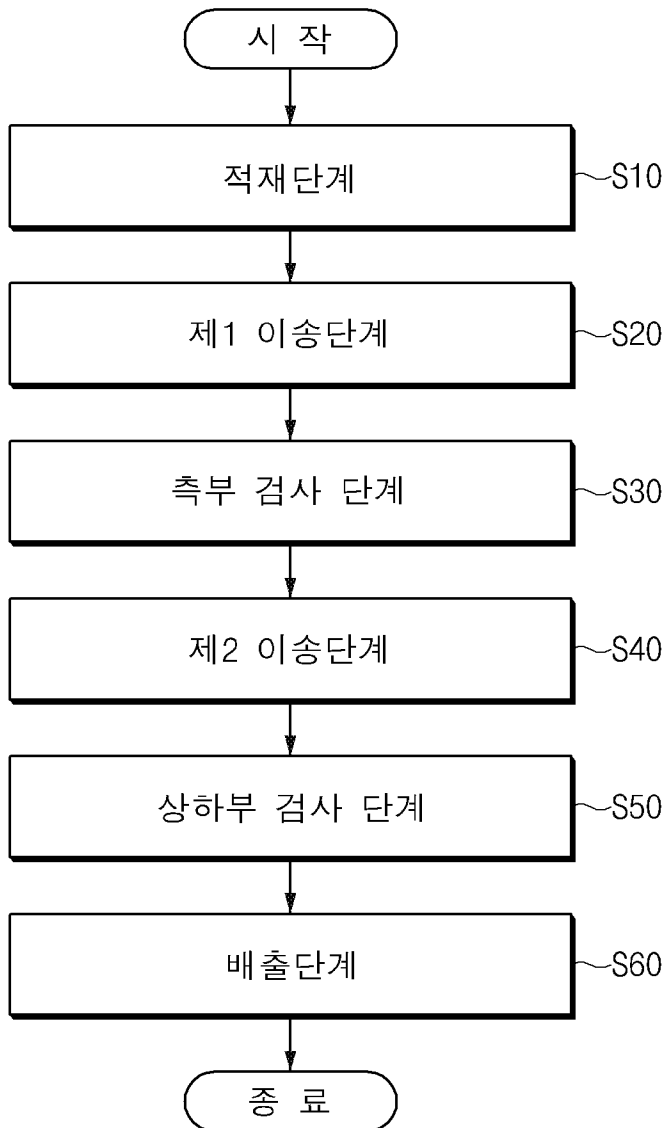 시 작
적재단계 S10
제1 이송단계 S20
측부 검사 단계 S30
제2 이송단계 S40
상하부 검사 단계 S50
배출단계 S60
종 료